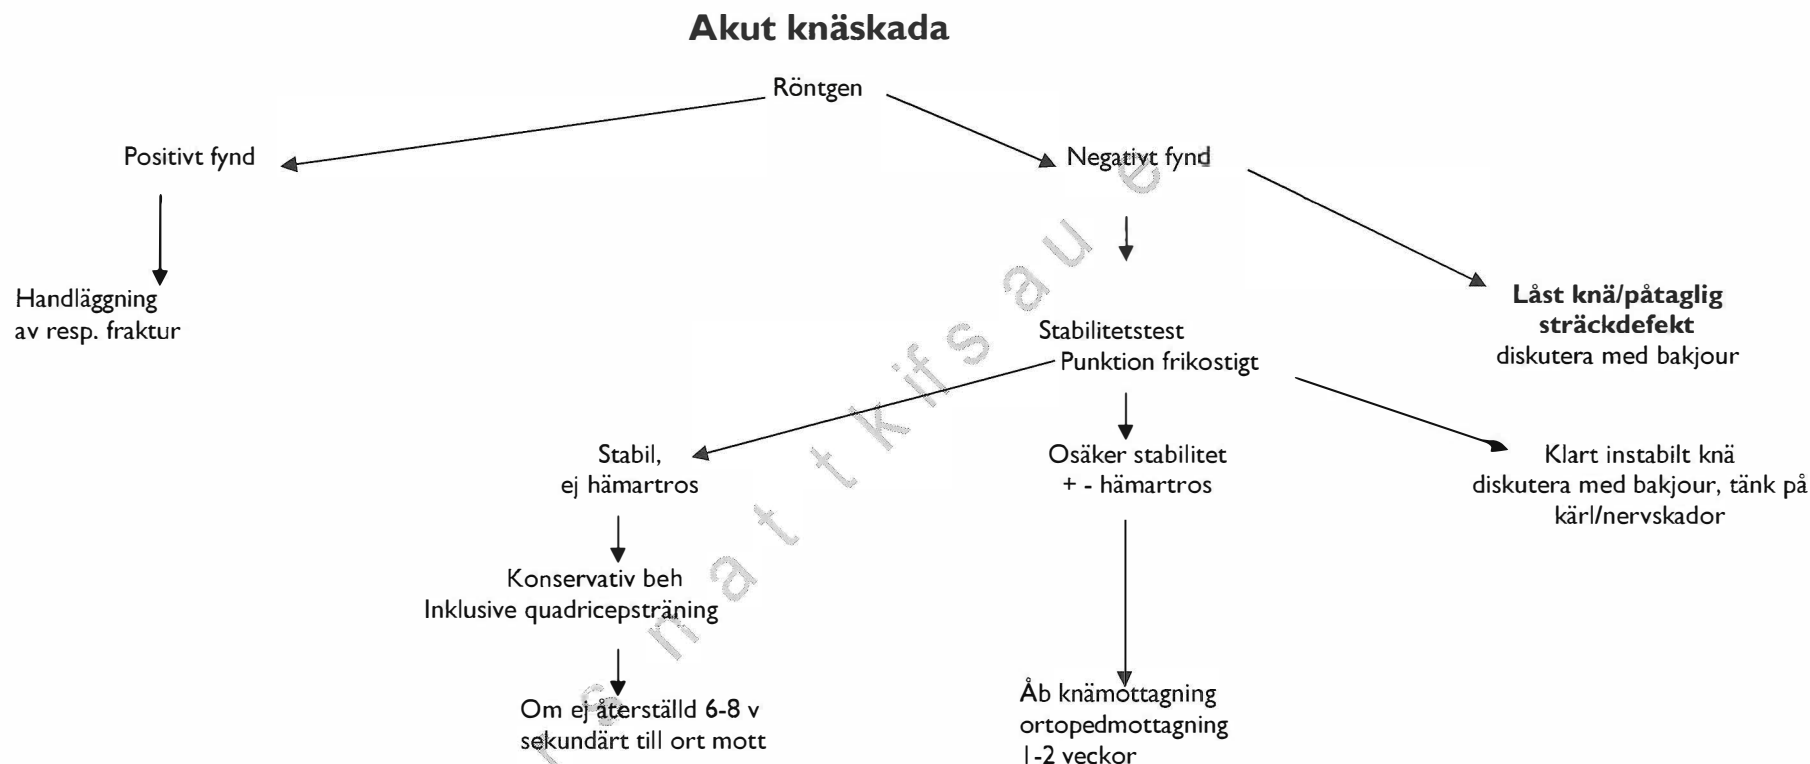 Akut knäskada
Röntgen
Positivt fynd
Negativt fynd
Handläggning
av resp. fraktur
Låst knä/påtaglig
sträckdefekt
diskutera med bakjour
Stabilitetstest
Punktion frikostigt
Stabil,
ej hämartros
Osäker stabilitet
+ - hämartros
Klart instabilt knä
diskutera med bakjour, tänk på
kärl/nervskador
Konservativ beh
Inklusive quadricepsträning
Om ej återställd 6-8 v
sekundärt till ort mott
Åb knämottagning
ortopedmottagning
1-2 veckor